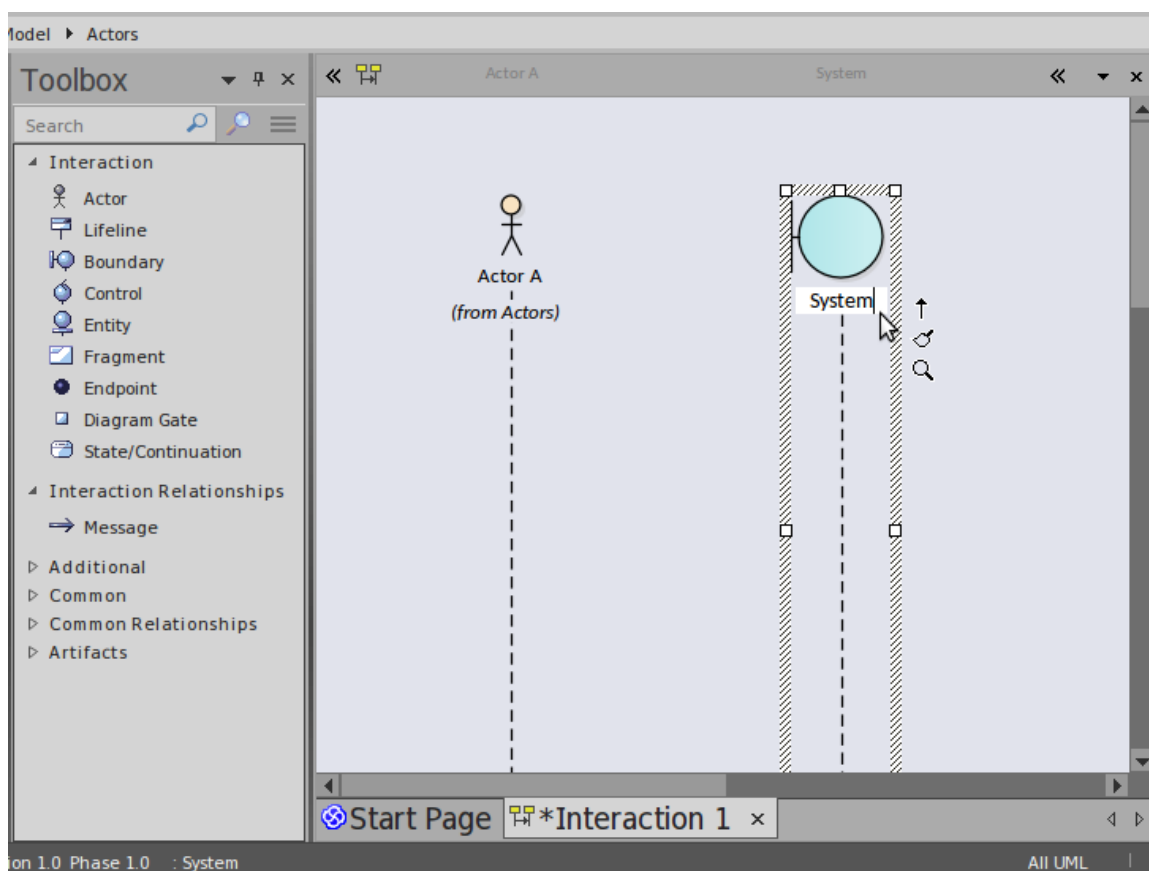 Model Actors
Toolbox
Search
Interaction
Actor
Lifeline
Boundary
Control
Entity
Fragment
Endpoint
Diagram Gate
State/Continuation
Interaction Relationships
Message
Additional
Common
Common Relationships
Artifacts
Actor A System
Actor A
(from Actors)
System
Start Page *Interaction 1
ion 1.0 Phase 1.0 : System All UML